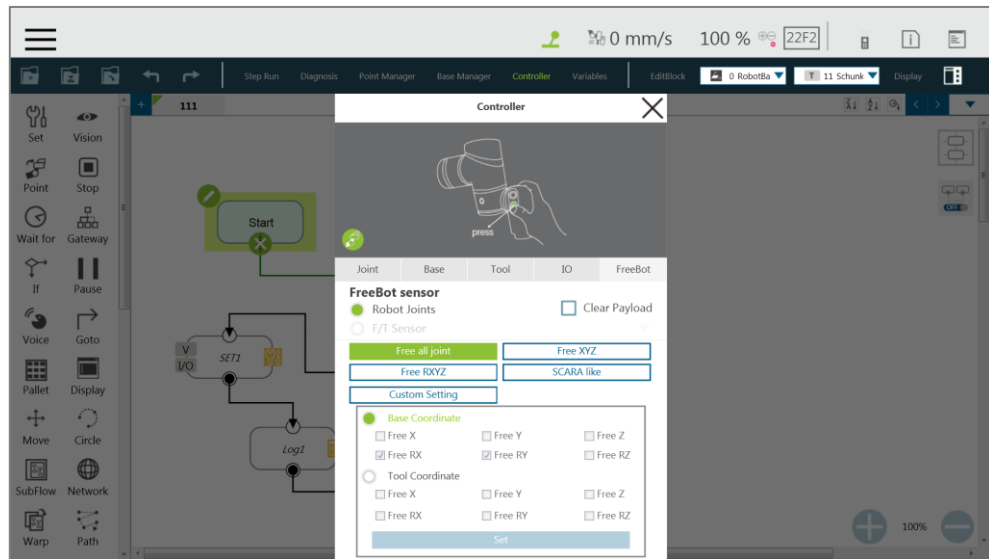 0 mm/s 100 % 22F2
Step Run Diagnosis Point Manager Base Manager Controller Variables EditBlock 0 RobotBa T 11 Schunk Display
111
Set Vision
Point Stop
Wait for Gateway
If Pause
Voice Goto
Pallet Display
Move Circle
SubFlow Network
Warp Path
Start
V
I/O
SET1
Log1
Controller
press
Joint Base Tool IO FreeBot
FreeBot sensor
Robot Joints Clear Payload
F/T Sensor
Free all joint Free XYZ
Free RXYZ SCARA like
Custom Setting
Base Coordinate
Free X Free Y Free Z
Free RX Free RY Free RZ
Tool Coordinate
Free X Free Y Free Z
Free RX Free RY Free RZ
Set
OFF
100%